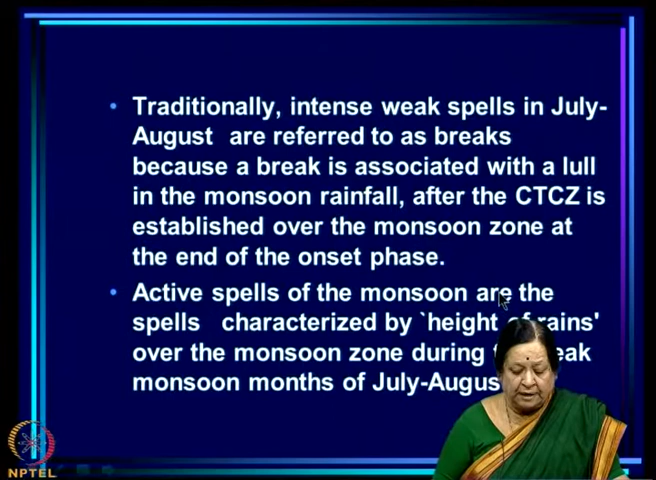 • Traditionally, intense weak spells in July-
August are referred to as breaks
because a break is associated with a lull
in the monsoon rainfall, after the CTCZ is
established over the monsoon zone at
the end of the onset phase.
• Active spells of the monsoon are the
spells characterized by `height of rains'
over the monsoon zone during
monsoon months of July-Augus
NPTEL